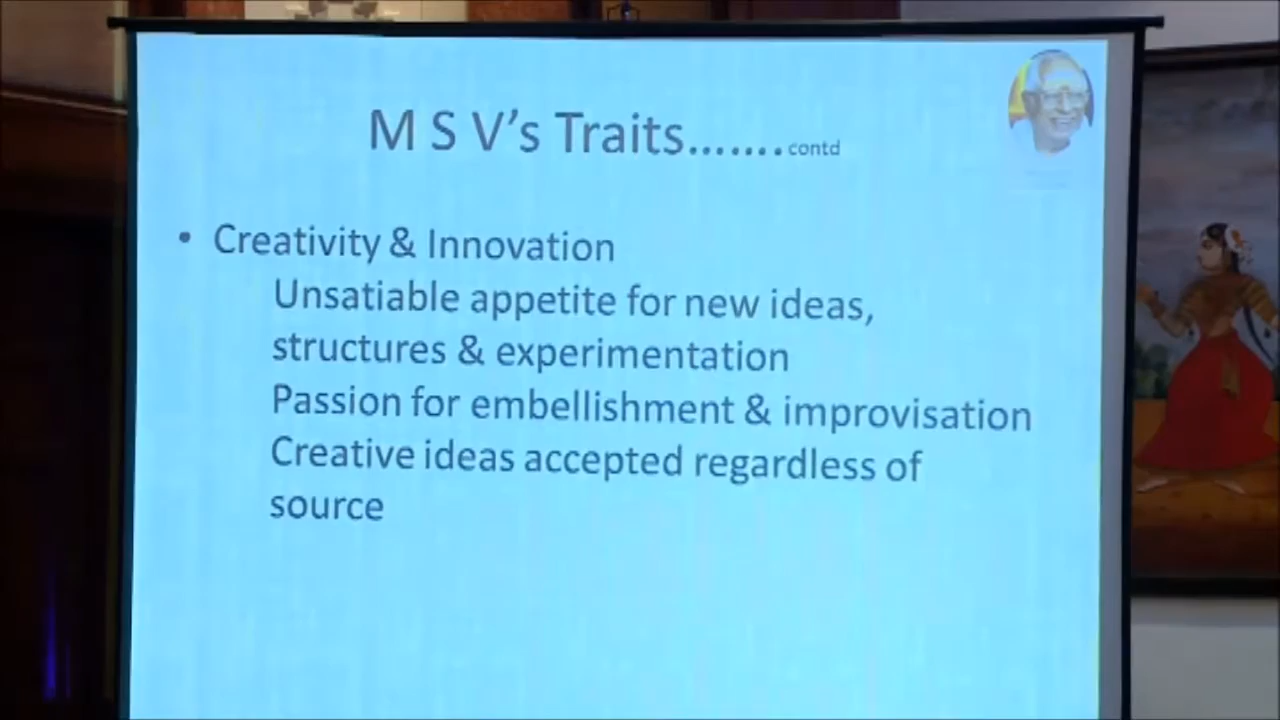 M S V's Traits.......contd
• Creativity & Innovation
Unsatiable appetite for new ideas,
structures & experimentation
Passion for embellishment & improvisation
Creative ideas accepted regardless of
source